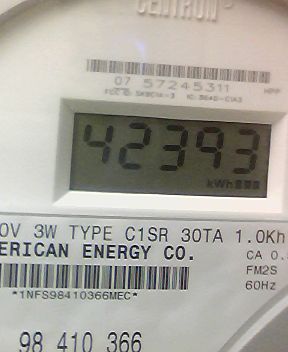 CENTRON®
07 57245311
42393
kWh
0V 3W TYPE C1SR 30TA 1.0Kh
ERICAN ENERGY CO.
CA 0.
FM2S
*1NFS98410366MEC*
60Hz
98 410 366